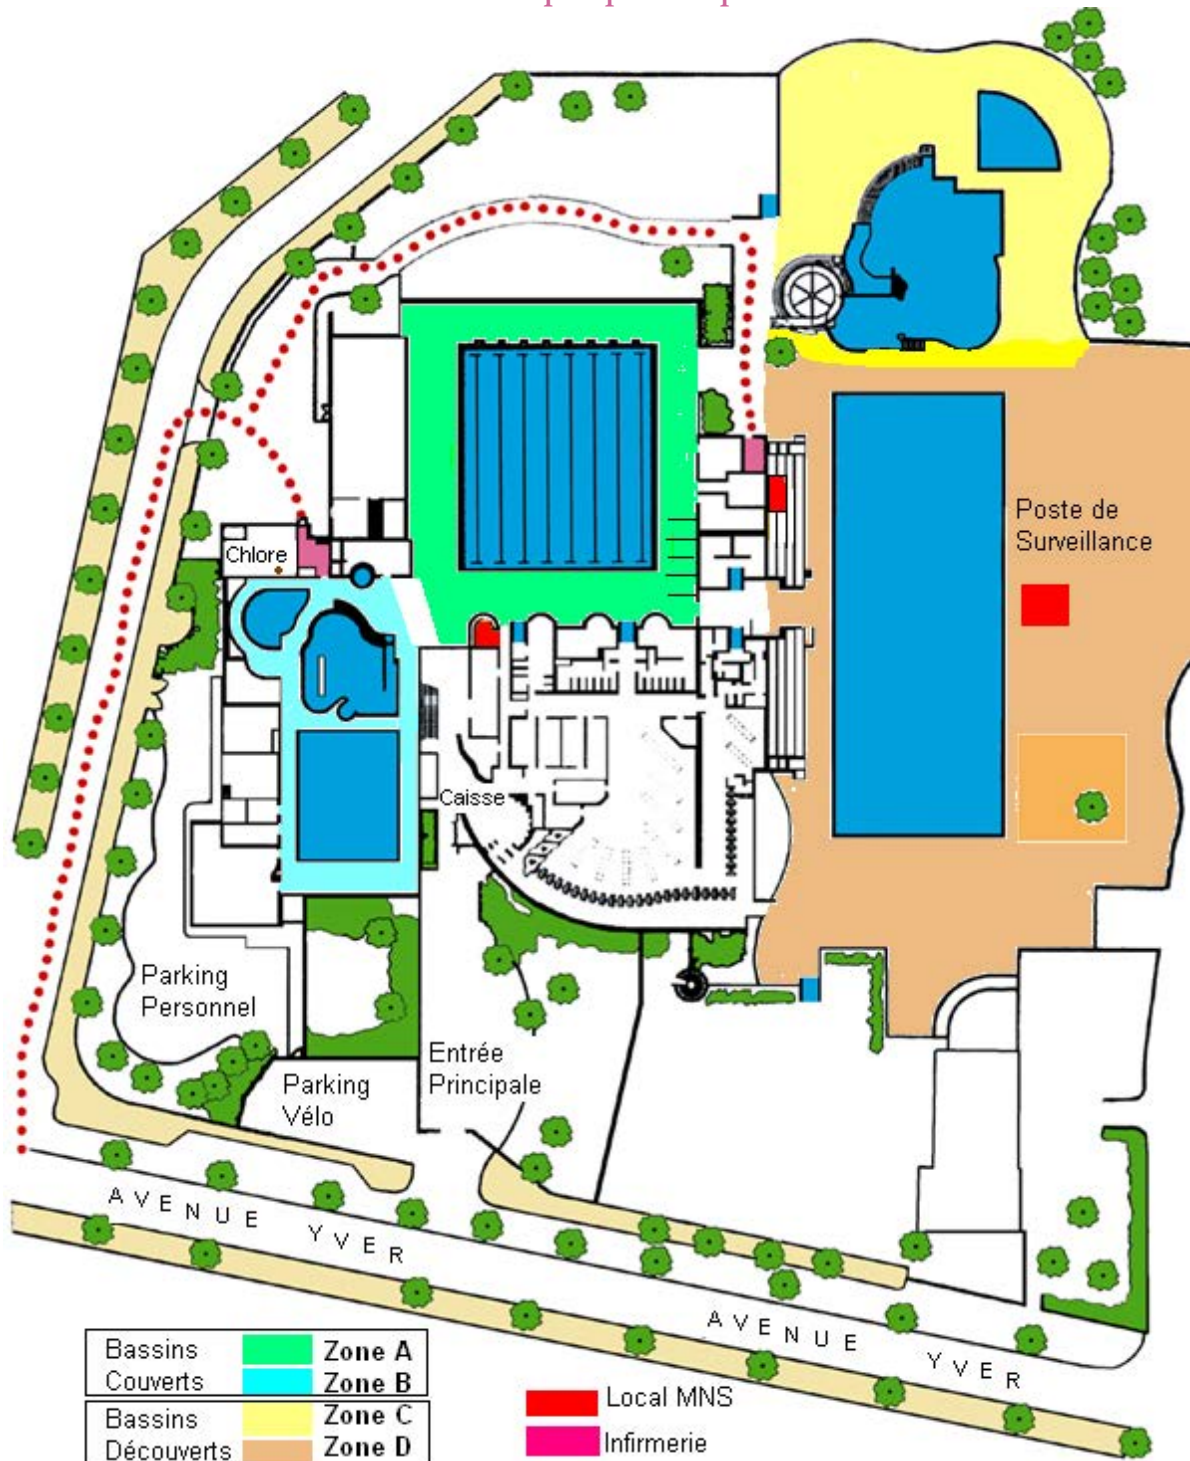 Poste de
Surveillance
Chlore
Caisse
Parking
Personnel
Entrée
Principale
Parking
Vélo
AVENUE YVER
AVENUE YVER
Bassins Zone A
Couverts Zone B
Bassins Zone C
Découverts Zone D
Local MNS
Infirmerie